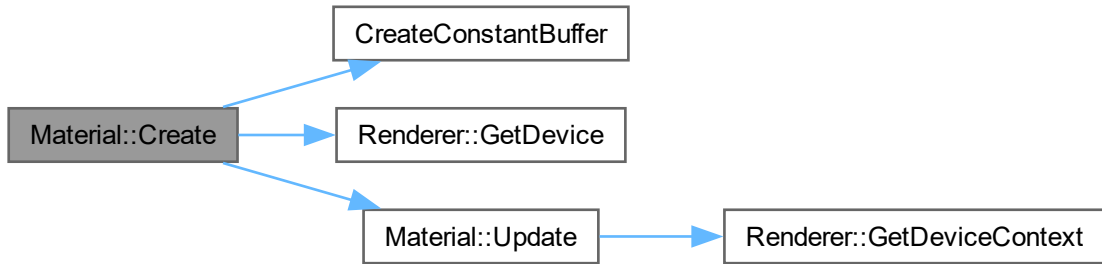 CreateConstantBuffer
Material::Create
Renderer::GetDevice
Material::Update
Renderer::GetDeviceContext